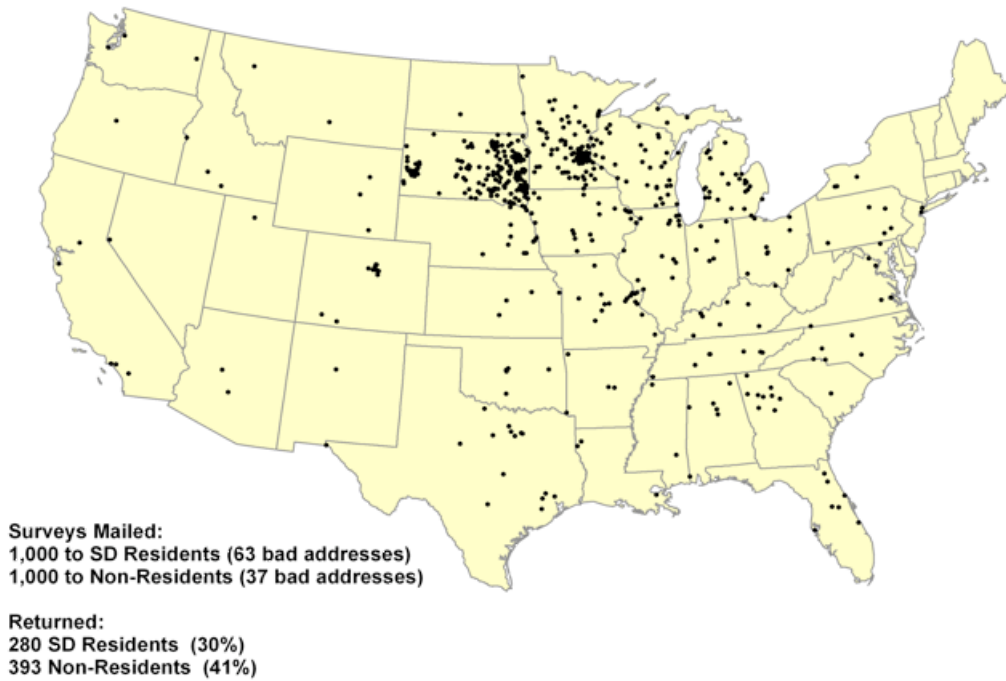 Surveys Mailed:
1,000 to SD Residents (63 bad addresses)
1,000 to Non-Residents (37 bad addresses)
Returned:
280 SD Residents (30%)
393 Non-Residents (41%)